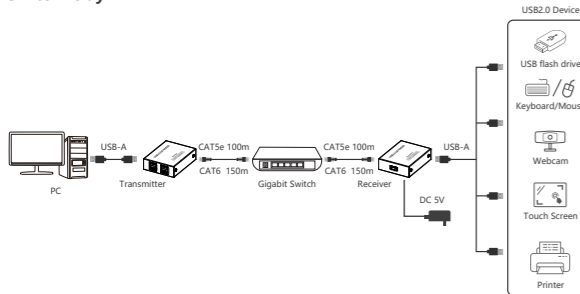 USB2.0 Device
USB flash drive
Keyboard/Mous
Webcam
Touch Screen
Printer
USB-A
CAT5e 100m
CAT6 150m
CAT5e 100m
CAT6 150m
USB-A
PC
Transmitter
Gigabit Switch
Receiver
DC 5V